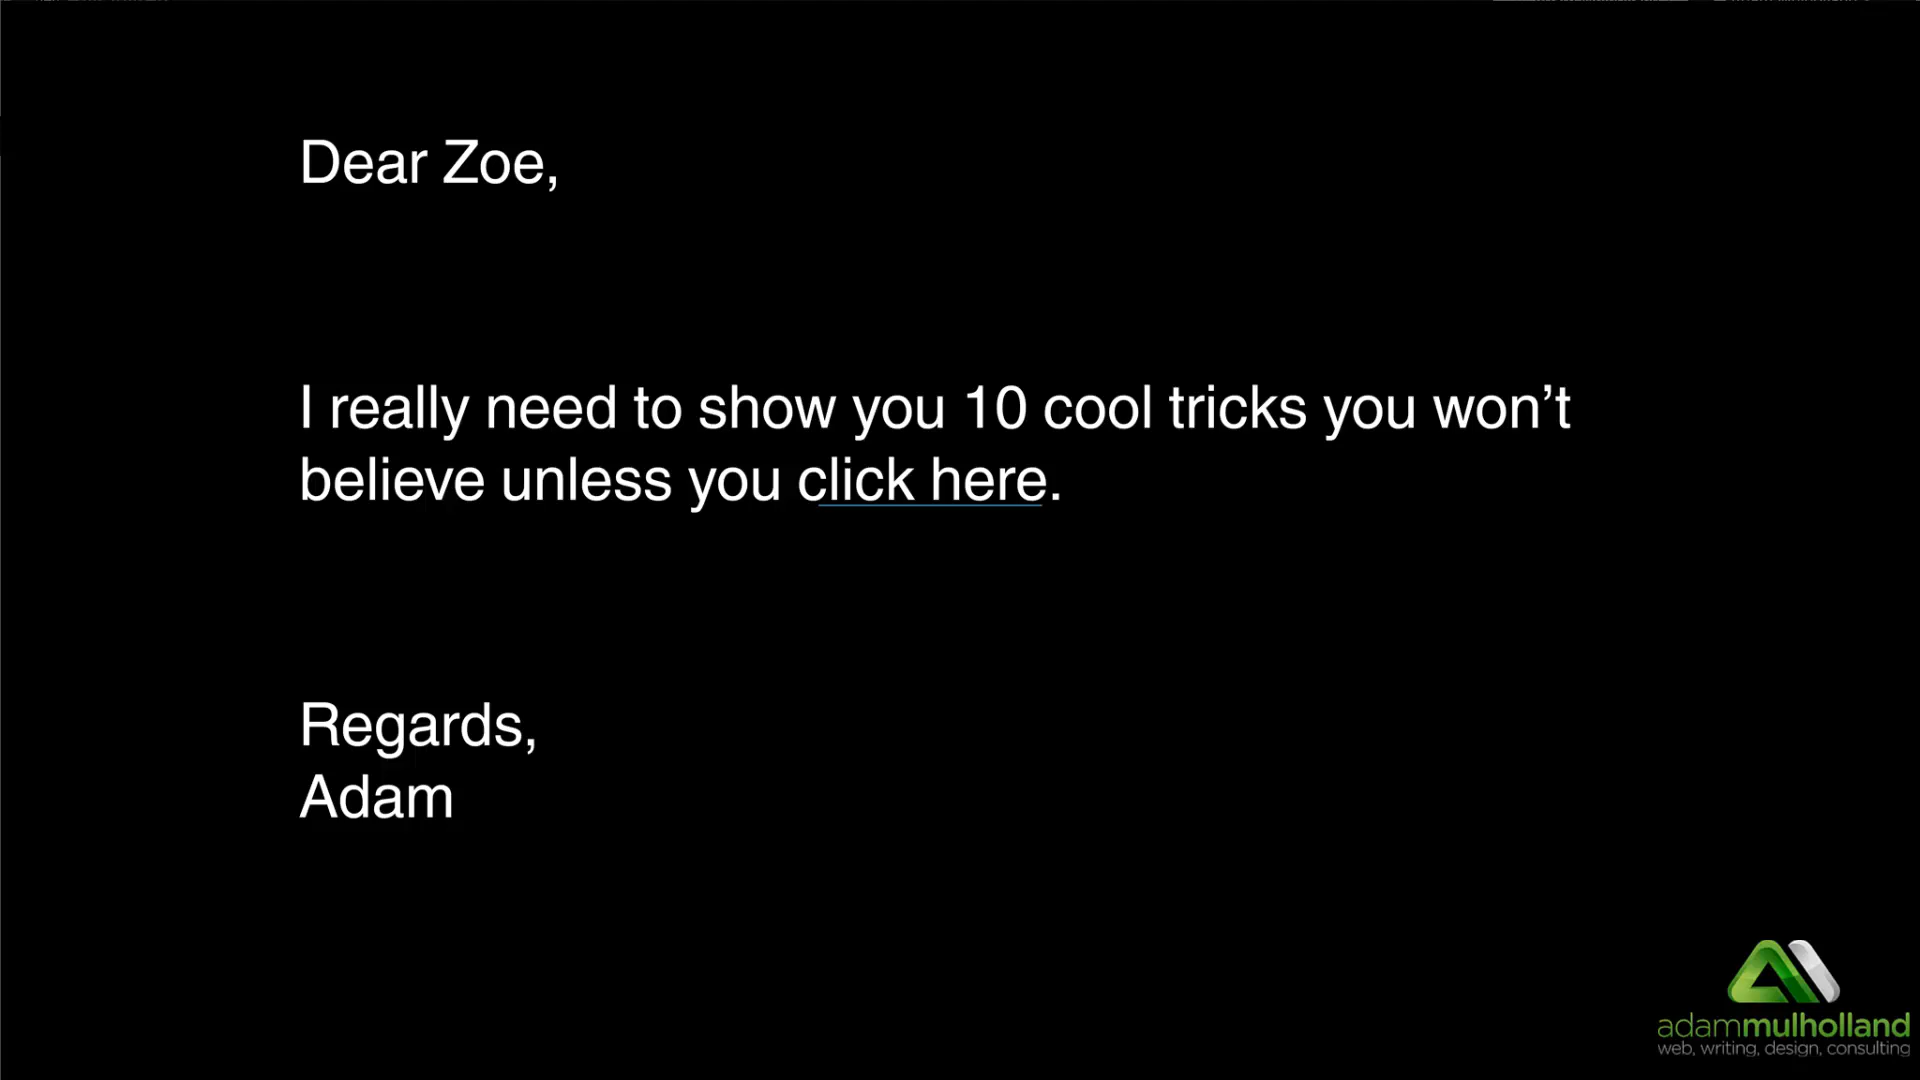 Dear Zoe,
I really need to show you 10 cool tricks you won’t
believe unless you click here.
Regards,
Adam
adammulholland
web, writing, design, consulting